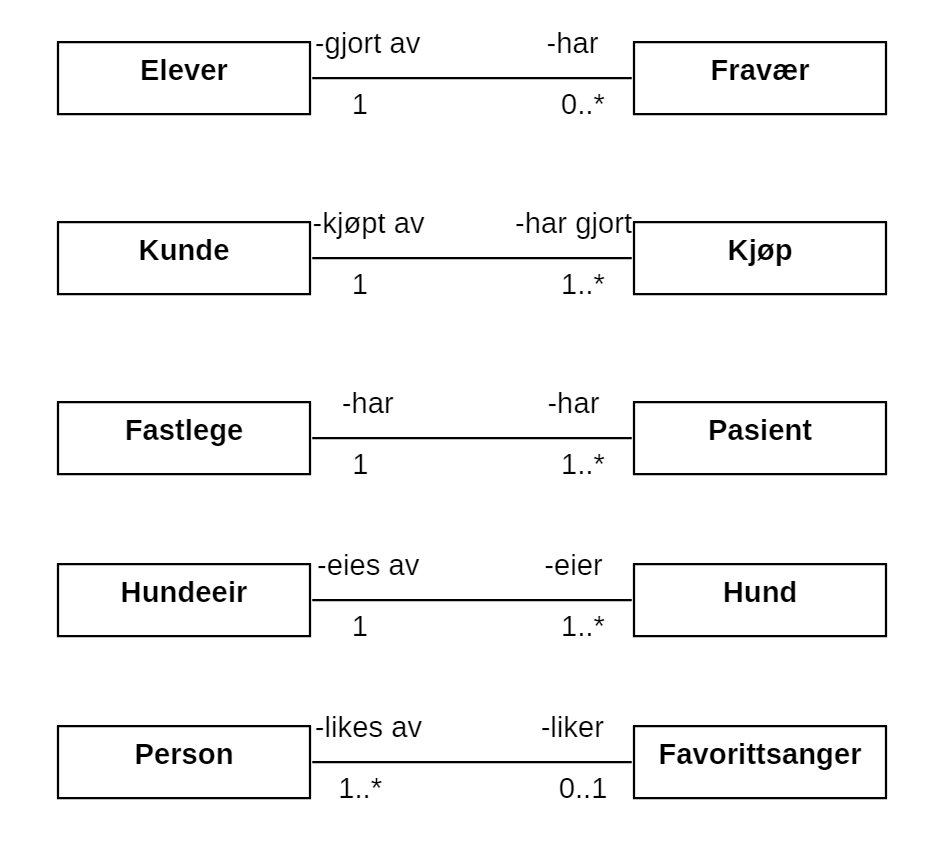 -gjort av -har
Elever Fravær
1 0..*
-kjøpt av -har gjort
Kunde Kjøp
1 1..*
-har -har
Fastlege Pasient
1 1..*
-eies av -eier
Hundeeir Hund
1 1..*
-likes av -liker
Person Favorittsanger
1..* 0..1